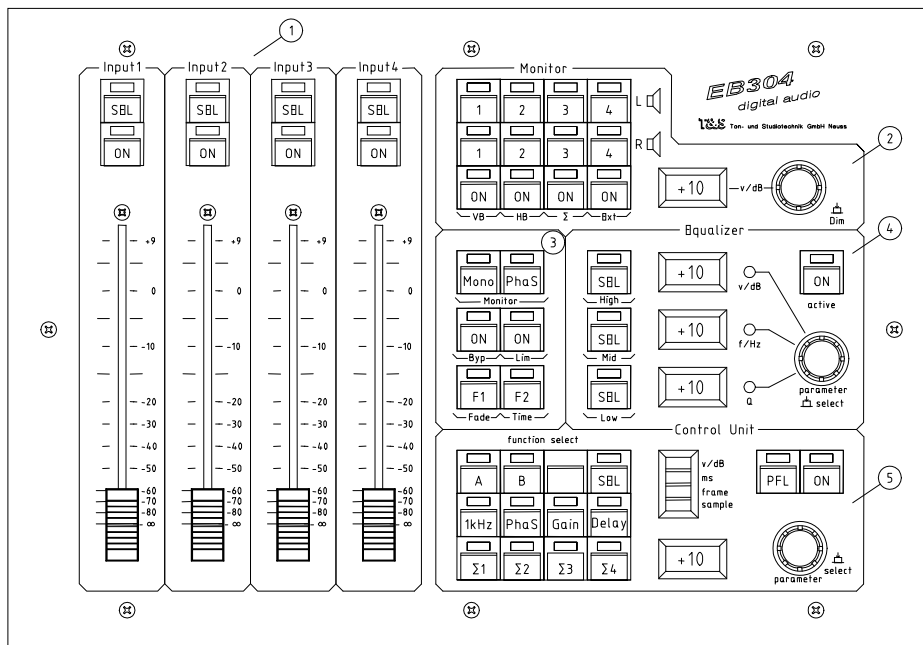 1
Input1 Input2 Input3 Input4
SBL SBL SBL SBL
ON ON ON ON
+9 +9 +9 +9
0 0 0 0
-10 -10 -10 -10
-20 -20 -20 -20
-30 -30 -30 -30
-40 -40 -40 -40
-50 -50 -50 -50
-60 -60 -60 -60
-70 -70 -70 -70
-80 -80 -80 -80
∞ ∞ ∞ ∞
Monitor
1 2 3 4 L
1 2 3 4 R
ON ON ON ON
VB HB Σ Bxt
EB304
digital audio
T&S Ton- und Studiotechnik GmbH Neuss
2
+10 v/dB
Dim
3
Mono PhaS
Monitor
ON ON
Byp Lim
F1 F2
Fade Time
Bqualizer
4
SBL +10 v/dB
High
ON
active
SBL +10 f/Hz
Mid
SBL +10 Q
Low
parameter
select
Control Unit
function select
A B SBL
1kHz PhaS Gain Delay
Σ1 Σ2 Σ3 Σ4
v/dB
ms
frame
sample
+10
PFL ON
5
select
parameter